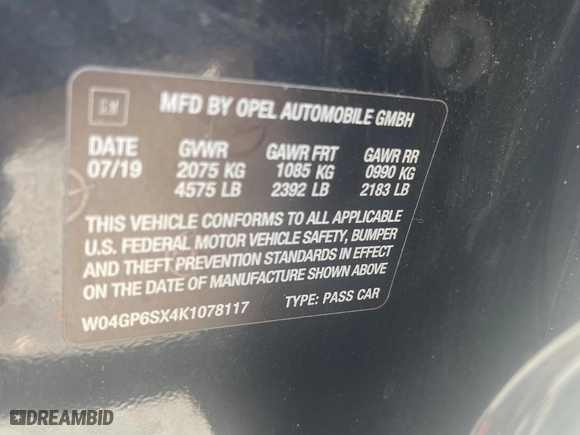 GM
MFD BY OPEL AUTOMOBILE GMBH
DATE GVWR GAWR FRT GAWR RR
07/19 2075 KG 1085 KG 0990 KG
4575 LB 2392 LB 2183 LB
THIS VEHICLE CONFORMS TO ALL APPLICABLE
U.S. FEDERAL MOTOR VEHICLE SAFETY, BUMPER
AND THEFT PREVENTION STANDARDS IN EFFECT
ON THE DATE OF MANUFACTURE SHOWN ABOVE
W04GP6SX4K1078117 TYPE: PASS CAR
DREAMBID